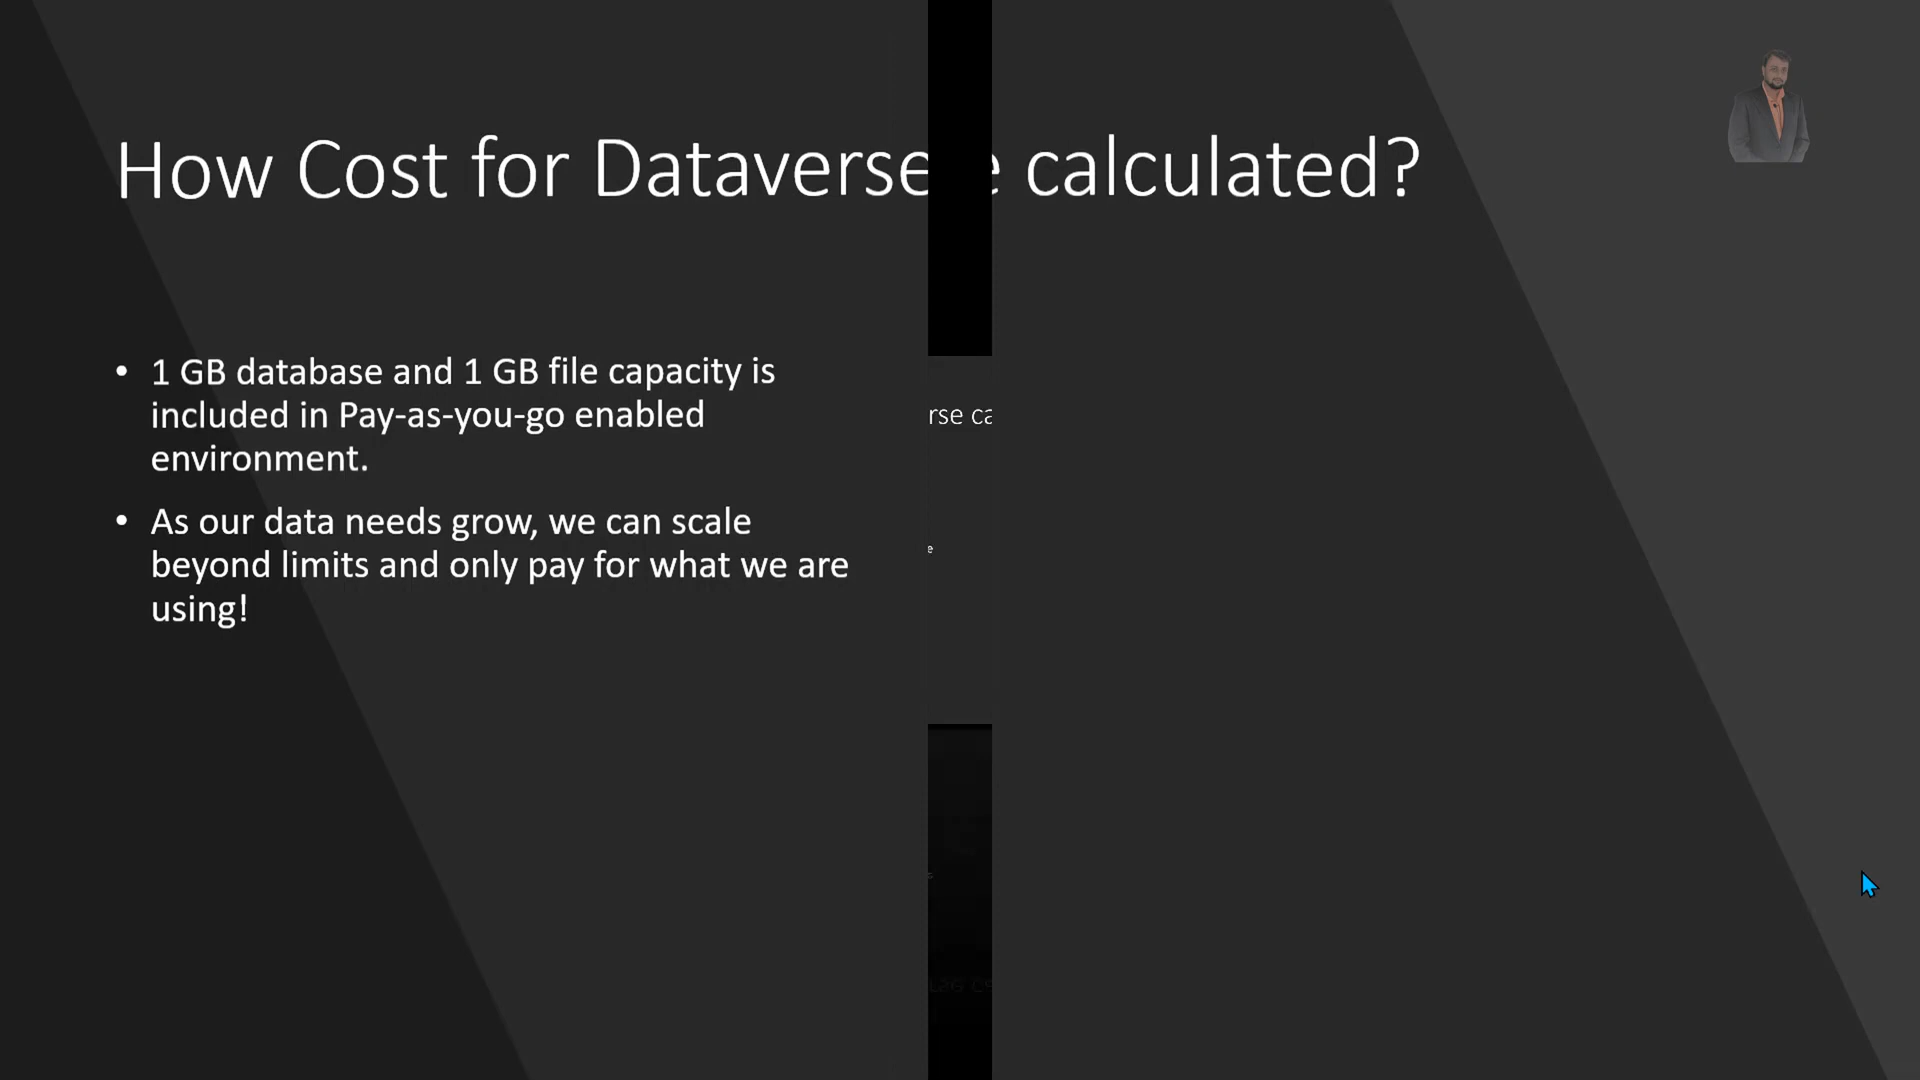 How Cost for Dataverse calculated?
• 1 GB database and 1 GB file capacity is
included in Pay-as-you-go enabled
environment.
• As our data needs grow, we can scale
beyond limits and only pay for what we are
using!
rse ca
e